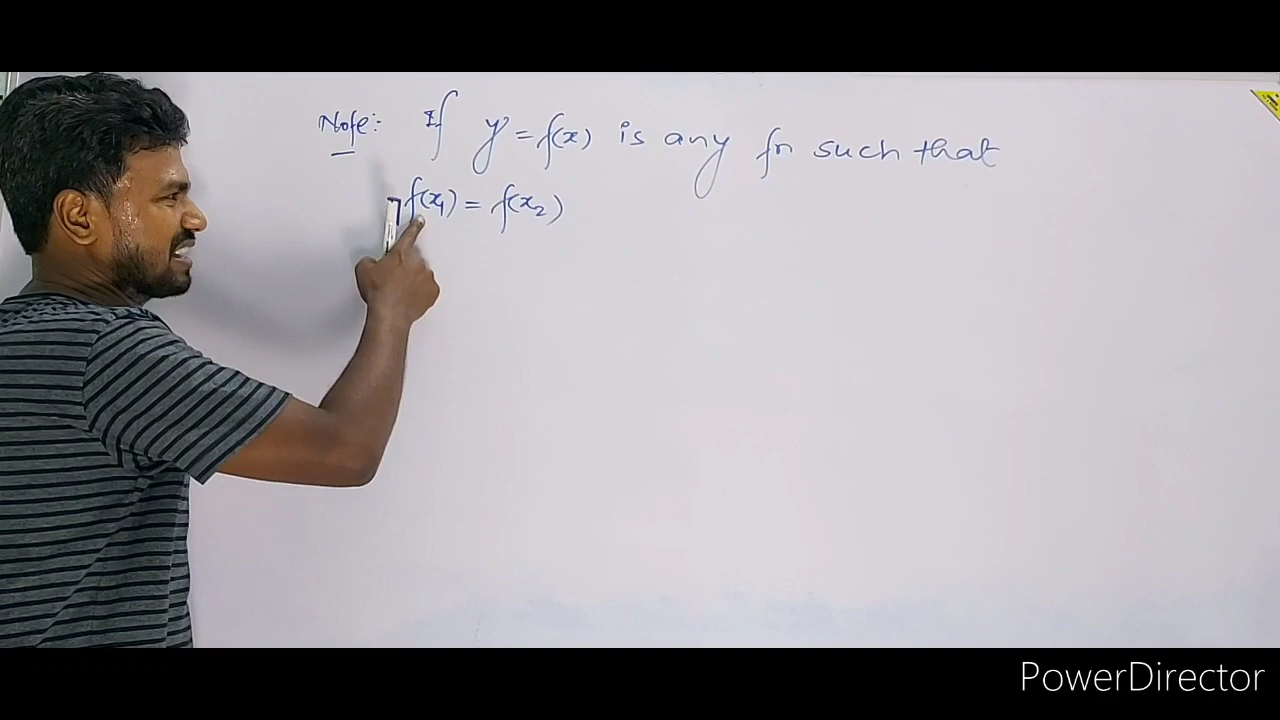 Note:- If y = f(x) is any fn such that
f(x₁) = f(x₂)
PowerDirector